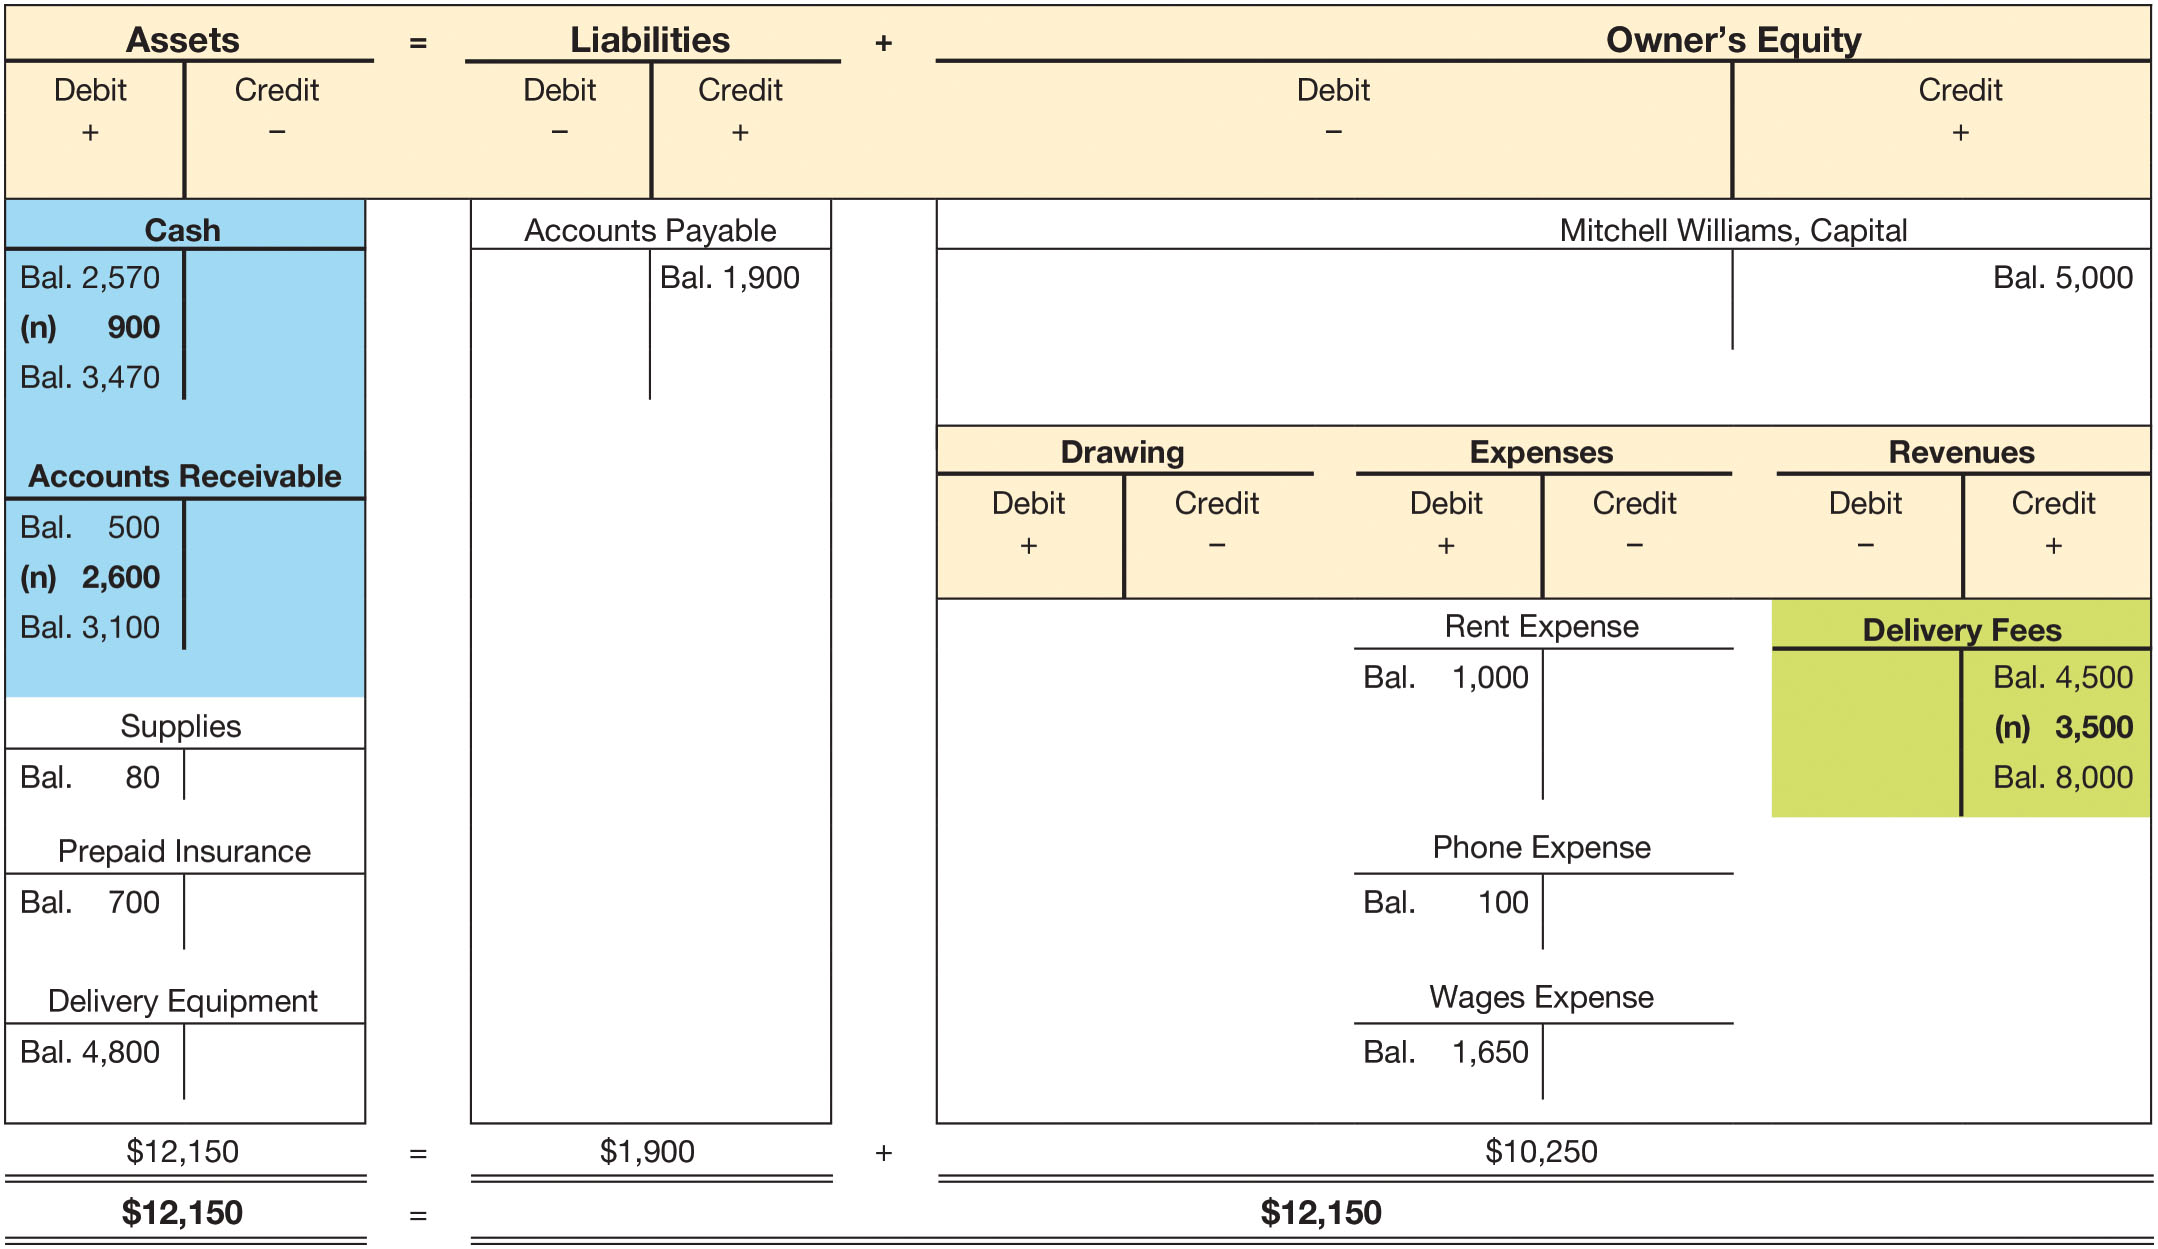 Assets = Liabilities + Owner's Equity
Debit Credit Debit Credit Debit Credit
+ − − + − +
Cash Accounts Payable Mitchell Williams, Capital
Bal. 2,570 Bal. 1,900 Bal. 5,000
(n) 900
Bal. 3,470
Drawing Expenses Revenues
Accounts Receivable
Debit Credit Debit Credit Debit Credit
Bal. 500
+ − + − − +
(n) 2,600
Bal. 3,100 Rent Expense Delivery Fees
Bal. 1,000 Bal. 4,500
Supplies (n) 3,500
Bal. 80 Bal. 8,000
Prepaid Insurance Phone Expense
Bal. 700 Bal. 100
Delivery Equipment Wages Expense
Bal. 4,800 Bal. 1,650
$12,150 = $1,900 + $10,250
$12,150 = $12,150